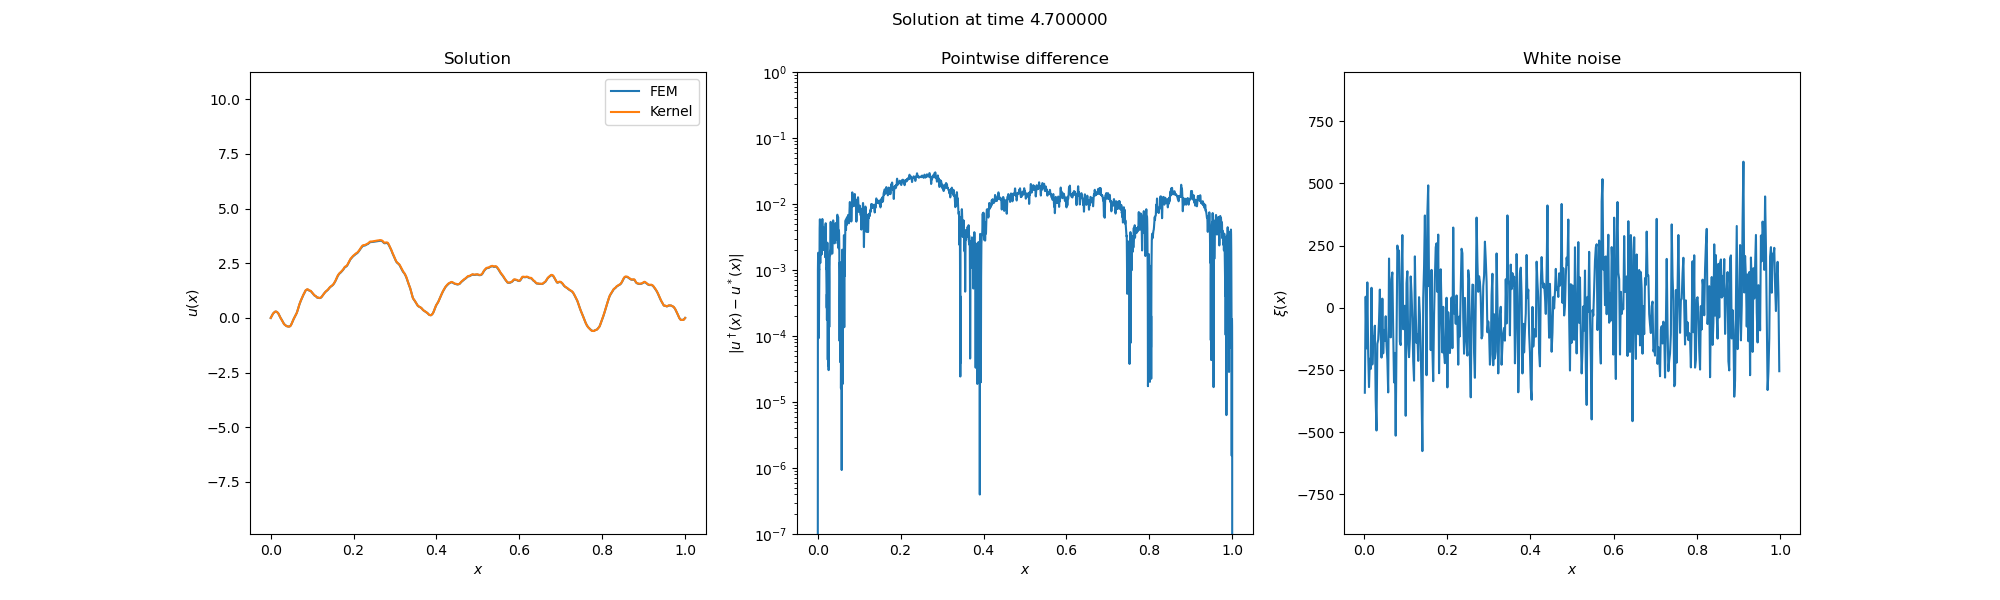 Solution at time 4.700000
Solution
FEM
Kernel
10.0
7.5
5.0
2.5
0.0
−2.5
−5.0
−7.5
u(x)
0.0 0.2 0.4 0.6 0.8 1.0
x
Pointwise difference
10^0
10^−1
10^−2
10^−3
10^−4
10^−5
10^−6
10^−7
|u^†(x) − u^*(x)|
0.0 0.2 0.4 0.6 0.8 1.0
x
White noise
750
500
250
0
−250
−500
−750
ξ(x)
0.0 0.2 0.4 0.6 0.8 1.0
x